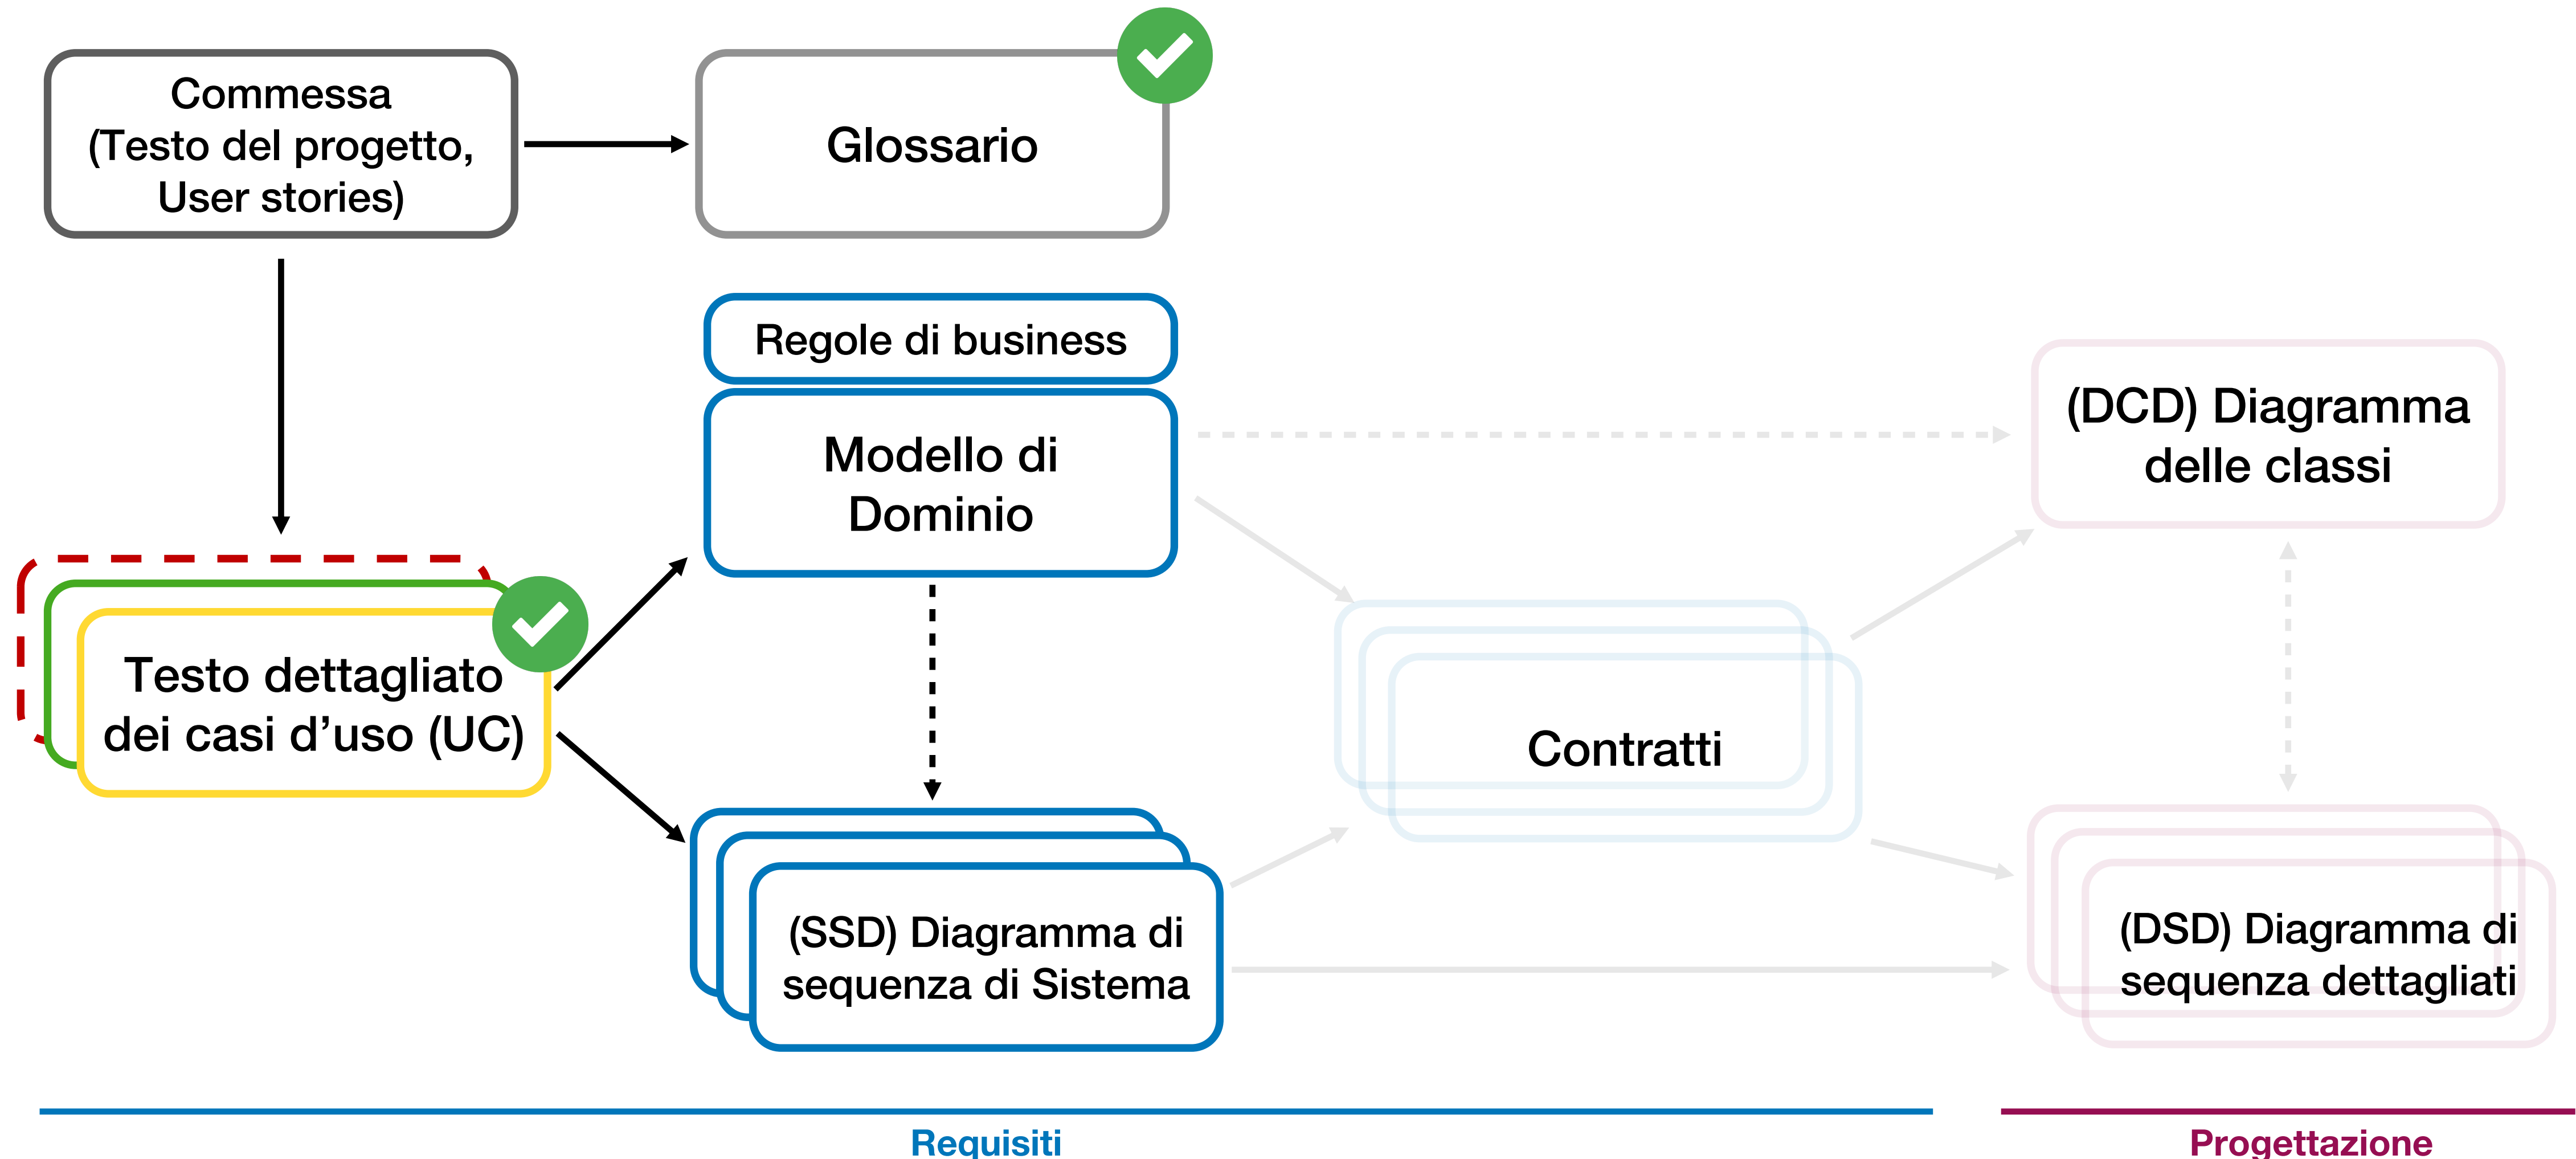 Commessa
(Testo del progetto,
User stories)
Glossario
Regole di business
Modello di
Dominio
(DCD) Diagramma
delle classi
Testo dettagliato
dei casi d’uso (UC)
Contratti
(SSD) Diagramma di
sequenza di Sistema
(DSD) Diagramma di
sequenza dettagliati
Requisiti
Progettazione